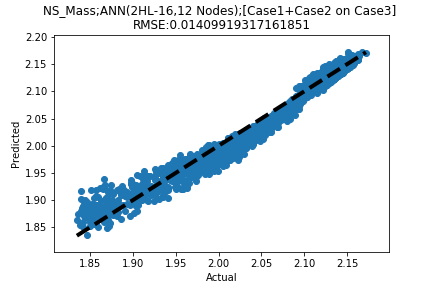 NS_Mass;ANN(2HL-16,12 Nodes);[Case1+Case2 on Case3]
RMSE:0.01409919317161851
2.20
2.15
2.10
2.05
2.00
1.95
1.90
1.85
Predicted
1.85 1.90 1.95 2.00 2.05 2.10 2.15
Actual